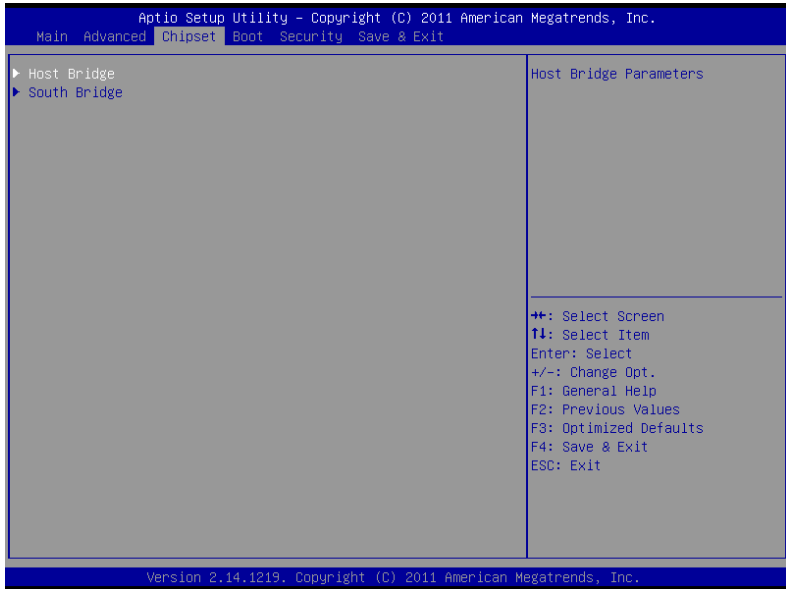 Aptio Setup Utility – Copyright (C) 2011 American Megatrends, Inc.
Main Advanced Chipset Boot Security Save & Exit
▶ Host Bridge
▶ South Bridge
Host Bridge Parameters
→←: Select Screen
↑↓: Select Item
Enter: Select
+/-: Change Opt.
F1: General Help
F2: Previous Values
F3: Optimized Defaults
F4: Save & Exit
ESC: Exit
Version 2.14.1219. Copyright (C) 2011 American Megatrends, Inc.